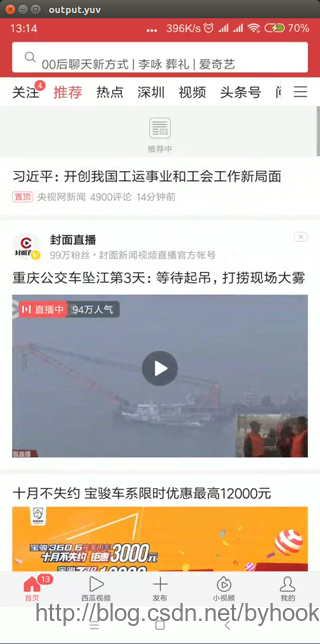 output.yuv
13:14 ... 396K/s 70%
00后聊天新方式 | 李咏 葬礼 | 爱奇艺
关注 4 推荐 热点 深圳 视频 头条号
推荐中
习近平：开创我国工运事业和工会工作新局面
置顶 央视网新闻 4900评论 14分钟前
封面直播
99万粉丝・封面新闻视频直播官方帐号
重庆公交车坠江第3天：等待起吊，打捞现场大雾
直播中 94万人气
十月不失约 宝骏车系限时优惠最高12000元
十月不失约 3000元
13
首页 西瓜视频 发布 小视频 我的
http://blog.csdn.net/byhook